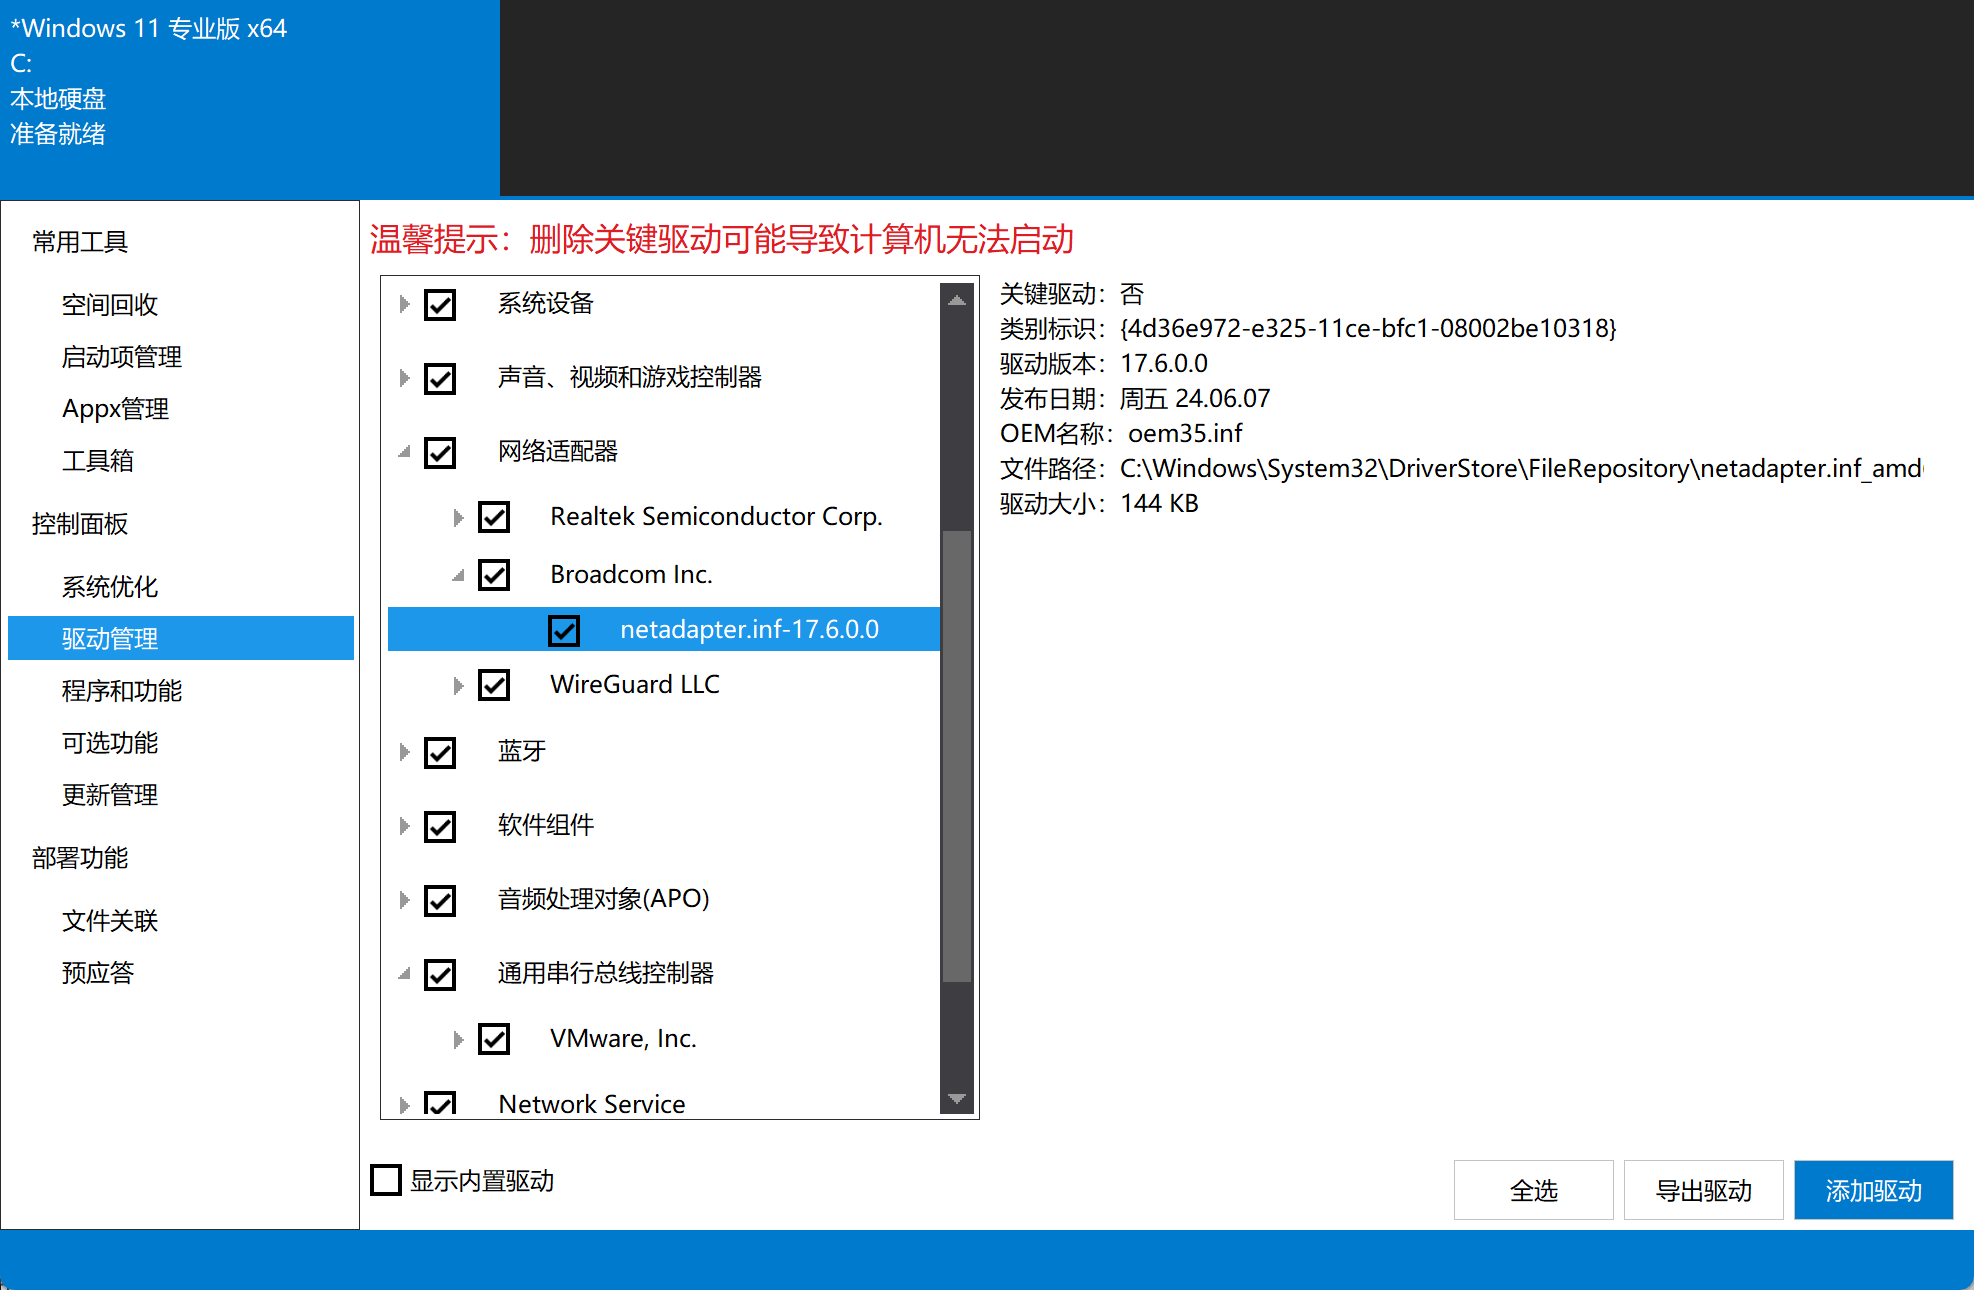 *Windows 11 专业版 x64
C:
本地硬盘
准备就绪
常用工具
空间回收
启动项管理
Appx管理
工具箱
控制面板
系统优化
驱动管理
程序和功能
可选功能
更新管理
部署功能
文件关联
预应答
温馨提示：删除关键驱动可能导致计算机无法启动
系统设备
声音、视频和游戏控制器
网络适配器
Realtek Semiconductor Corp.
Broadcom Inc.
netadapter.inf-17.6.0.0
WireGuard LLC
蓝牙
软件组件
音频处理对象(APO)
通用串行总线控制器
VMware, Inc.
Network Service
关键驱动：否
类别标识：{4d36e972-e325-11ce-bfc1-08002be10318}
驱动版本：17.6.0.0
发布日期：周五 24.06.07
OEM名称：oem35.inf
文件路径：C:\Windows\System32\DriverStore\FileRepository\netadapter.inf_amd
驱动大小：144 KB
显示内置驱动
全选
导出驱动
添加驱动